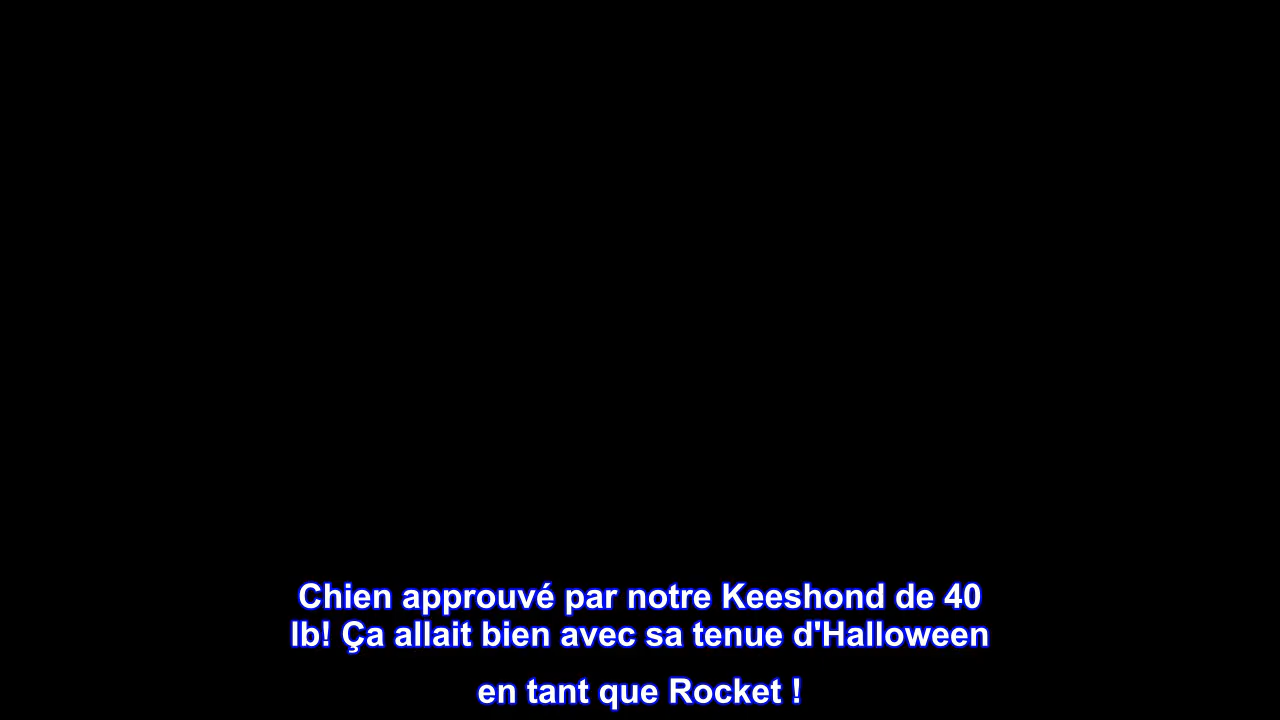 Chien approuvé par notre Keeshond de 40
lb! Ça allait bien avec sa tenue d'Halloween
en tant que Rocket !